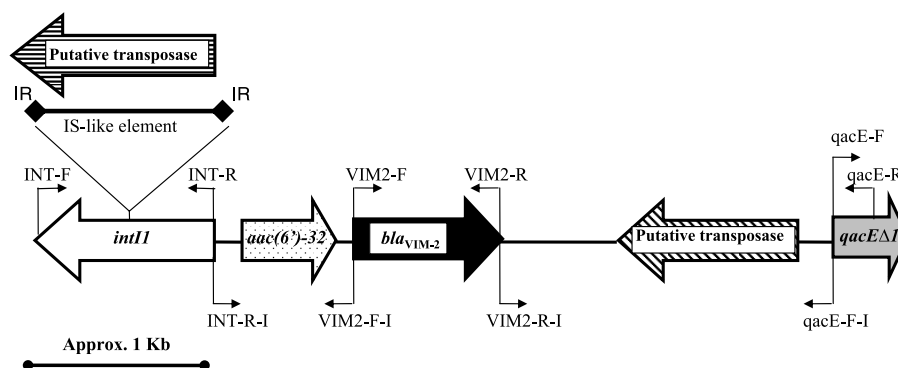 Putative transposase
IR
IR
IS-like element
qacE-F
INT-F
INT-R
VIM2-F
VIM2-R
qacE-R
intI1
aac(6')-32
blaVIM-2
Putative transposase
qacEΔ1
INT-R-I
VIM2-F-I
VIM2-R-I
qacE-F-I
Approx. 1 Kb